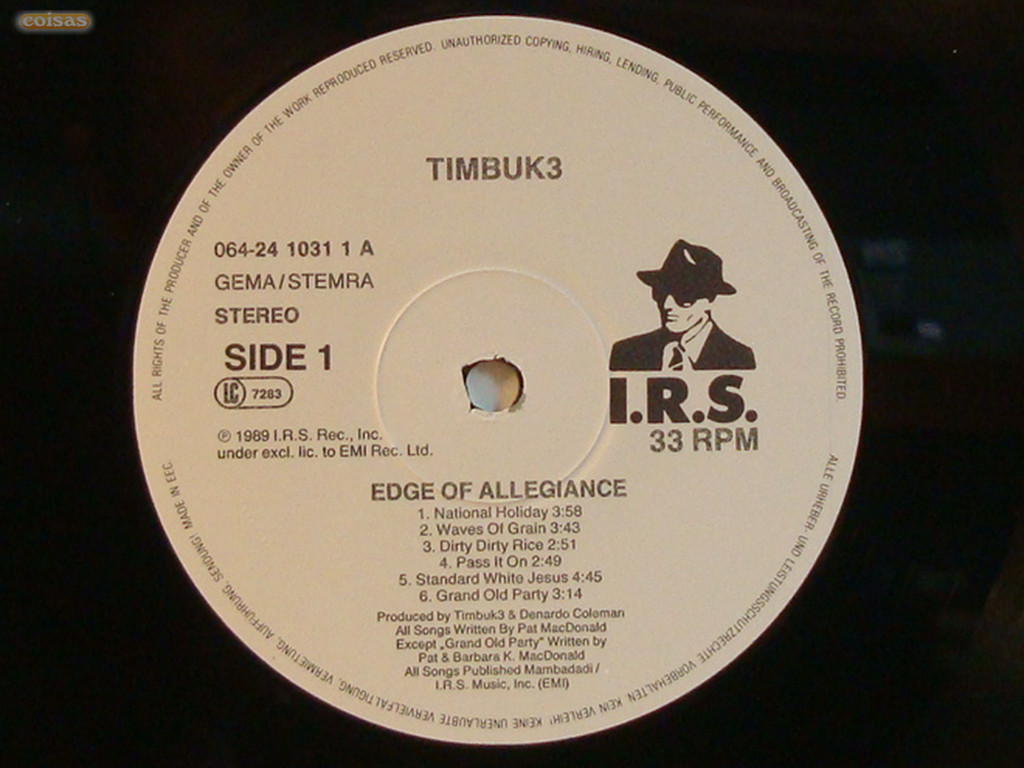 coisas
ALL RIGHTS OF THE PRODUCER AND OF THE OWNER OF THE WORK REPRODUCED RESERVED. UNAUTHORIZED COPYING, HIRING, LENDING, PUBLIC PERFORMANCE AND BROADCASTING OF THE RECORD PROHIBITED.
TIMBUK3
064-24 1031 1 A
GEMA/STEMRA
STEREO
SIDE 1
LC 7283
℗ 1989 I.R.S. Rec., Inc.
under excl. lic. to EMI Rec. Ltd.
I.R.S.
33 RPM
EDGE OF ALLEGIANCE
1. National Holiday 3:58
2. Waves Of Grain 3:43
3. Dirty Dirty Rice 2:51
4. Pass It On 2:49
5. Standard White Jesus 4:45
6. Grand Old Party 3:14
Produced by Timbuk3 & Denardo Coleman
All Songs Written By Pat MacDonald
Except „Grand Old Party" Written by
Pat & Barbara K. MacDonald
All Songs Published Mambadadi/
I.R.S. Music, Inc. (EMI)
ALLE URHEBER- UND LEISTUNGSSCHUTZRECHTE VORBEHALTEN. KEIN VERLEIH! KEINE UNERLAUBTE VERVIELFÄLTIGUNG, VERMIETUNG, AUFFÜHRUNG, SENDUNG! MADE IN EEC.